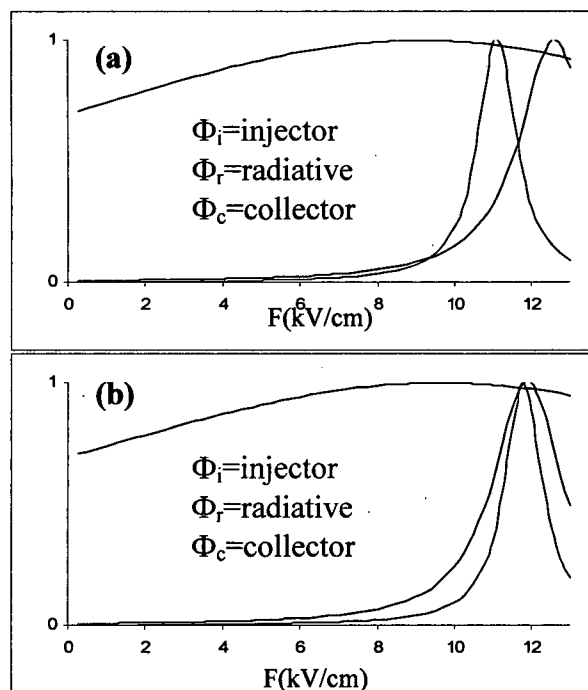 1
(a)
Φi=injector
Φr=radiative
Φc=collector
0
0 2 4 6 8 10 12
F(kV/cm)
1
(b)
Φi=injector
Φr=radiative
Φc=collector
0
0 2 4 6 8 10 12
F(kV/cm)